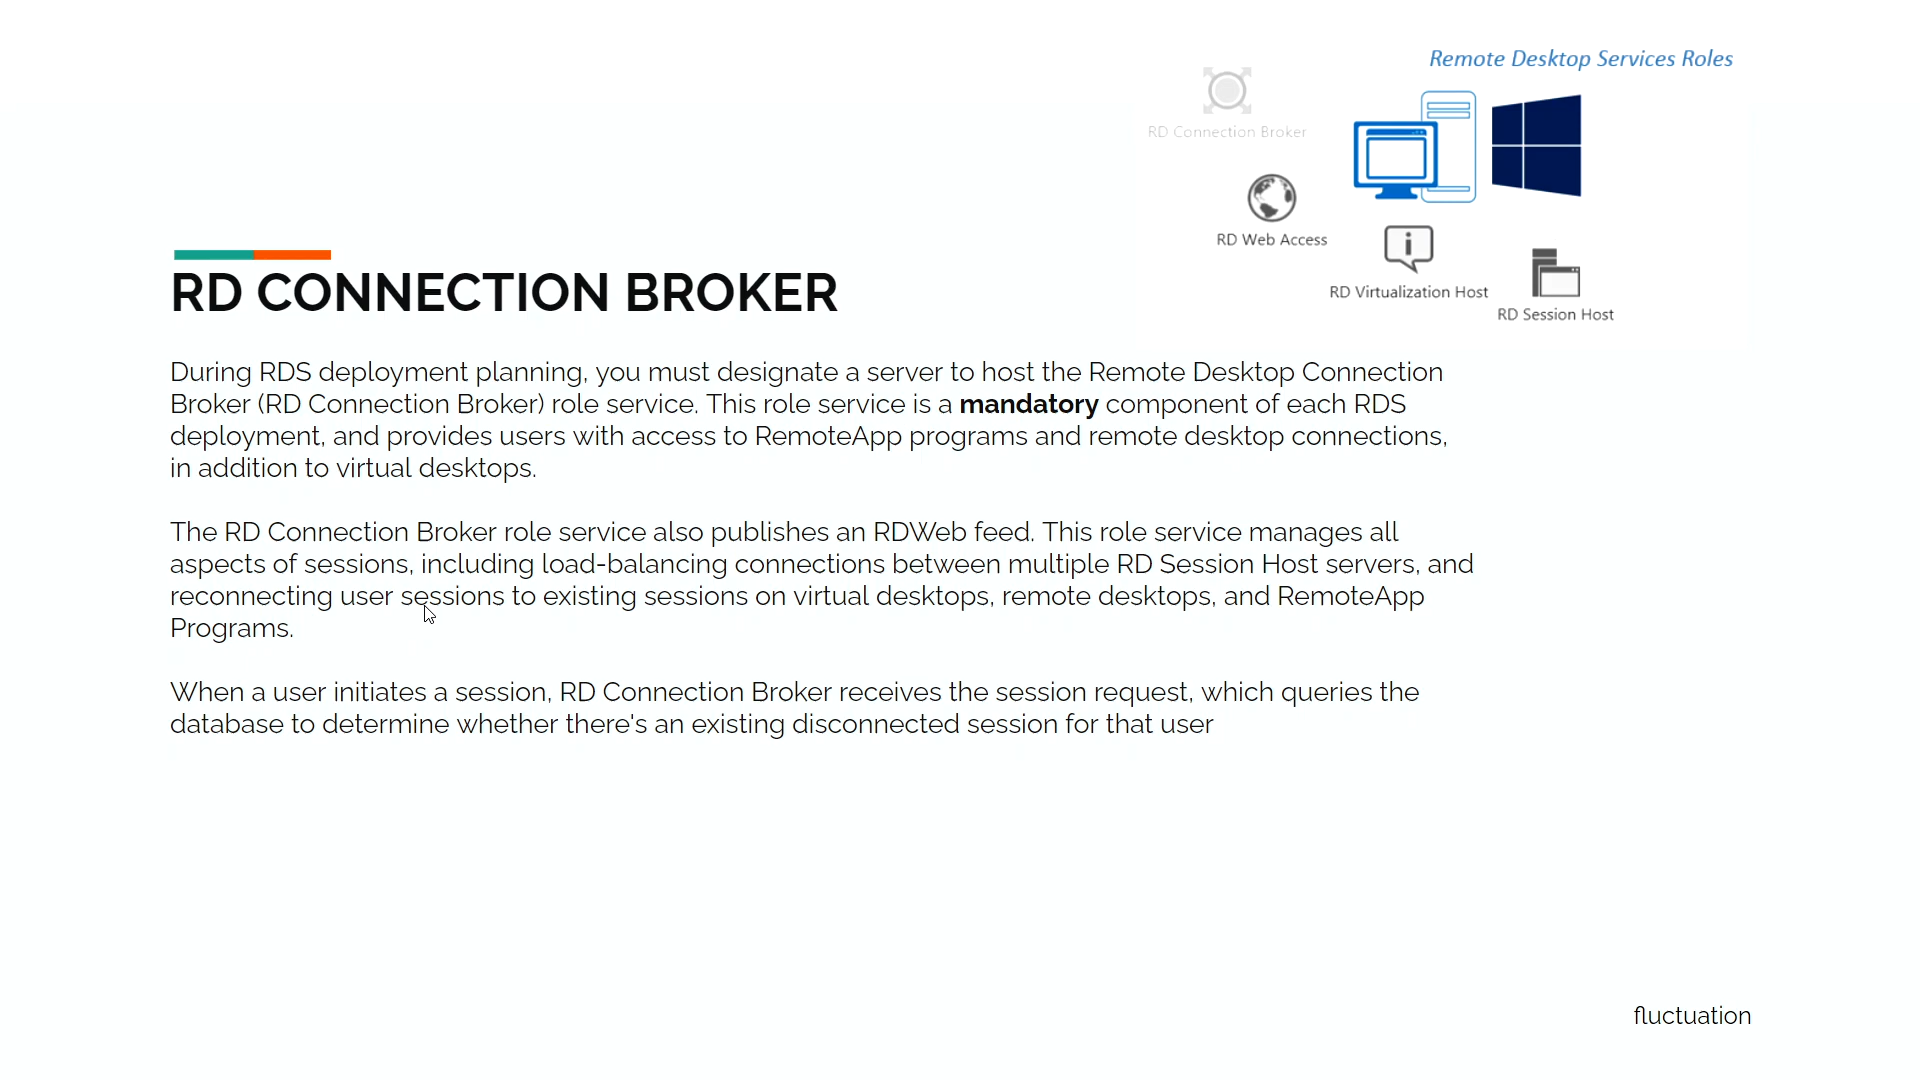 Remote Desktop Services Roles
RD Connection Broker
RD Web Access
RD Virtualization Host
RD Session Host
RD CONNECTION BROKER
During RDS deployment planning, you must designate a server to host the Remote Desktop Connection
Broker (RD Connection Broker) role service. This role service is a mandatory component of each RDS
deployment, and provides users with access to RemoteApp programs and remote desktop connections,
in addition to virtual desktops.
The RD Connection Broker role service also publishes an RDWeb feed. This role service manages all
aspects of sessions, including load-balancing connections between multiple RD Session Host servers, and
reconnecting user sessions to existing sessions on virtual desktops, remote desktops, and RemoteApp
Programs.
When a user initiates a session, RD Connection Broker receives the session request, which queries the
database to determine whether there's an existing disconnected session for that user
fluctuation